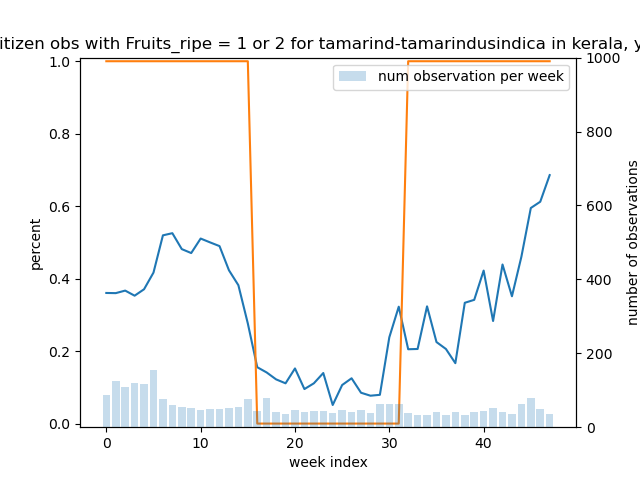 itizen obs with Fruits_ripe = 1 or 2 for tamarind-tamarindusindica in kerala, y
num observation per week
percent
1.0
0.8
0.6
0.4
0.2
0.0
1000
800
600
400
200
0
number of observations
0 10 20 30 40
week index